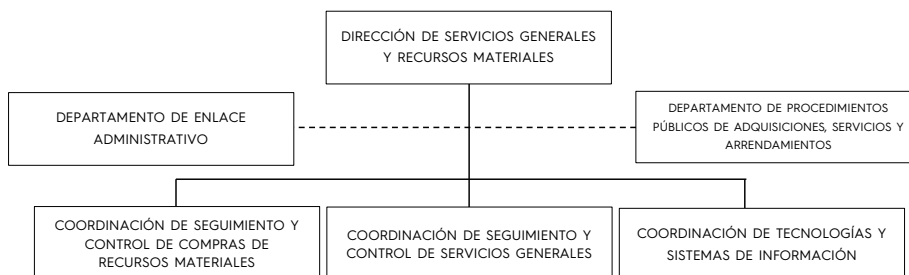 DIRECCIÓN DE SERVICIOS GENERALES
Y RECURSOS MATERIALES
DEPARTAMENTO DE ENLACE
ADMINISTRATIVO
DEPARTAMENTO DE PROCEDIMIENTOS
PÚBLICOS DE ADQUISICIONES, SERVICIOS Y
ARRENDAMIENTOS
COORDINACIÓN DE SEGUIMIENTO Y
CONTROL DE COMPRAS DE
RECURSOS MATERIALES
COORDINACIÓN DE SEGUIMIENTO Y
CONTROL DE SERVICIOS GENERALES
COORDINACIÓN DE TECNOLOGÍAS Y
SISTEMAS DE INFORMACIÓN